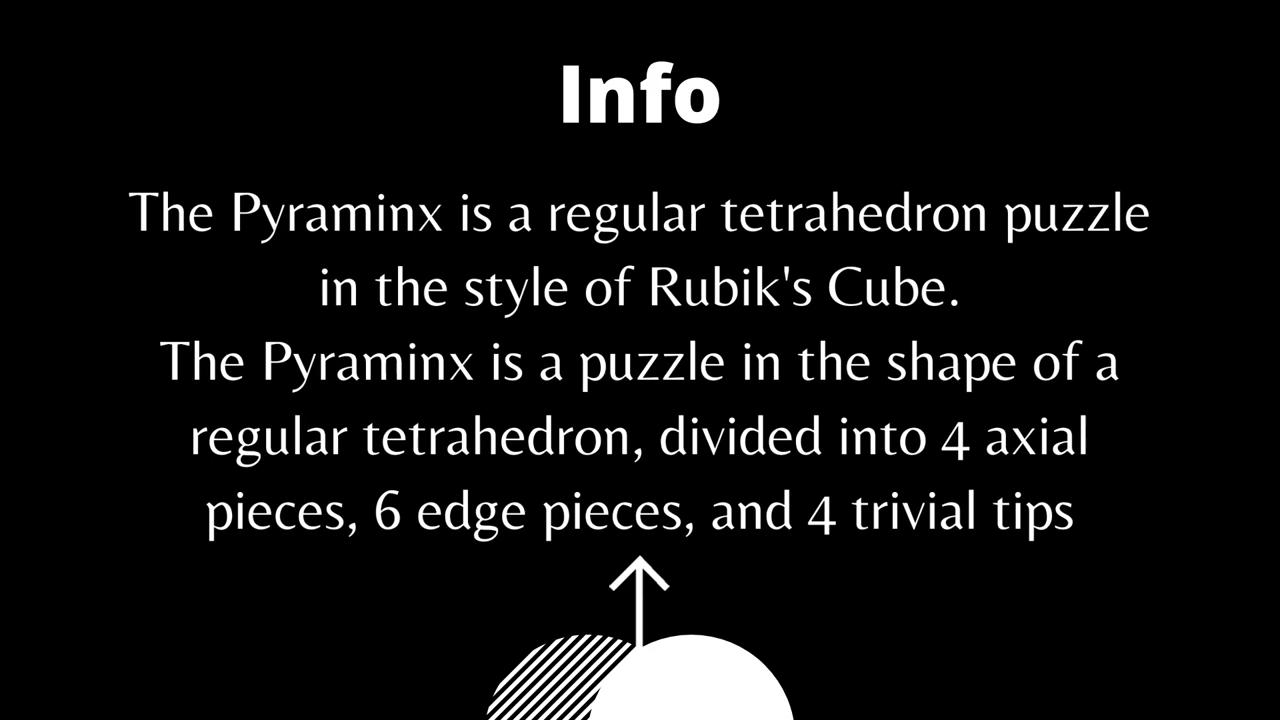 Info
The Pyraminx is a regular tetrahedron puzzle
in the style of Rubik's Cube.
The Pyraminx is a puzzle in the shape of a
regular tetrahedron, divided into 4 axial
pieces, 6 edge pieces, and 4 trivial tips